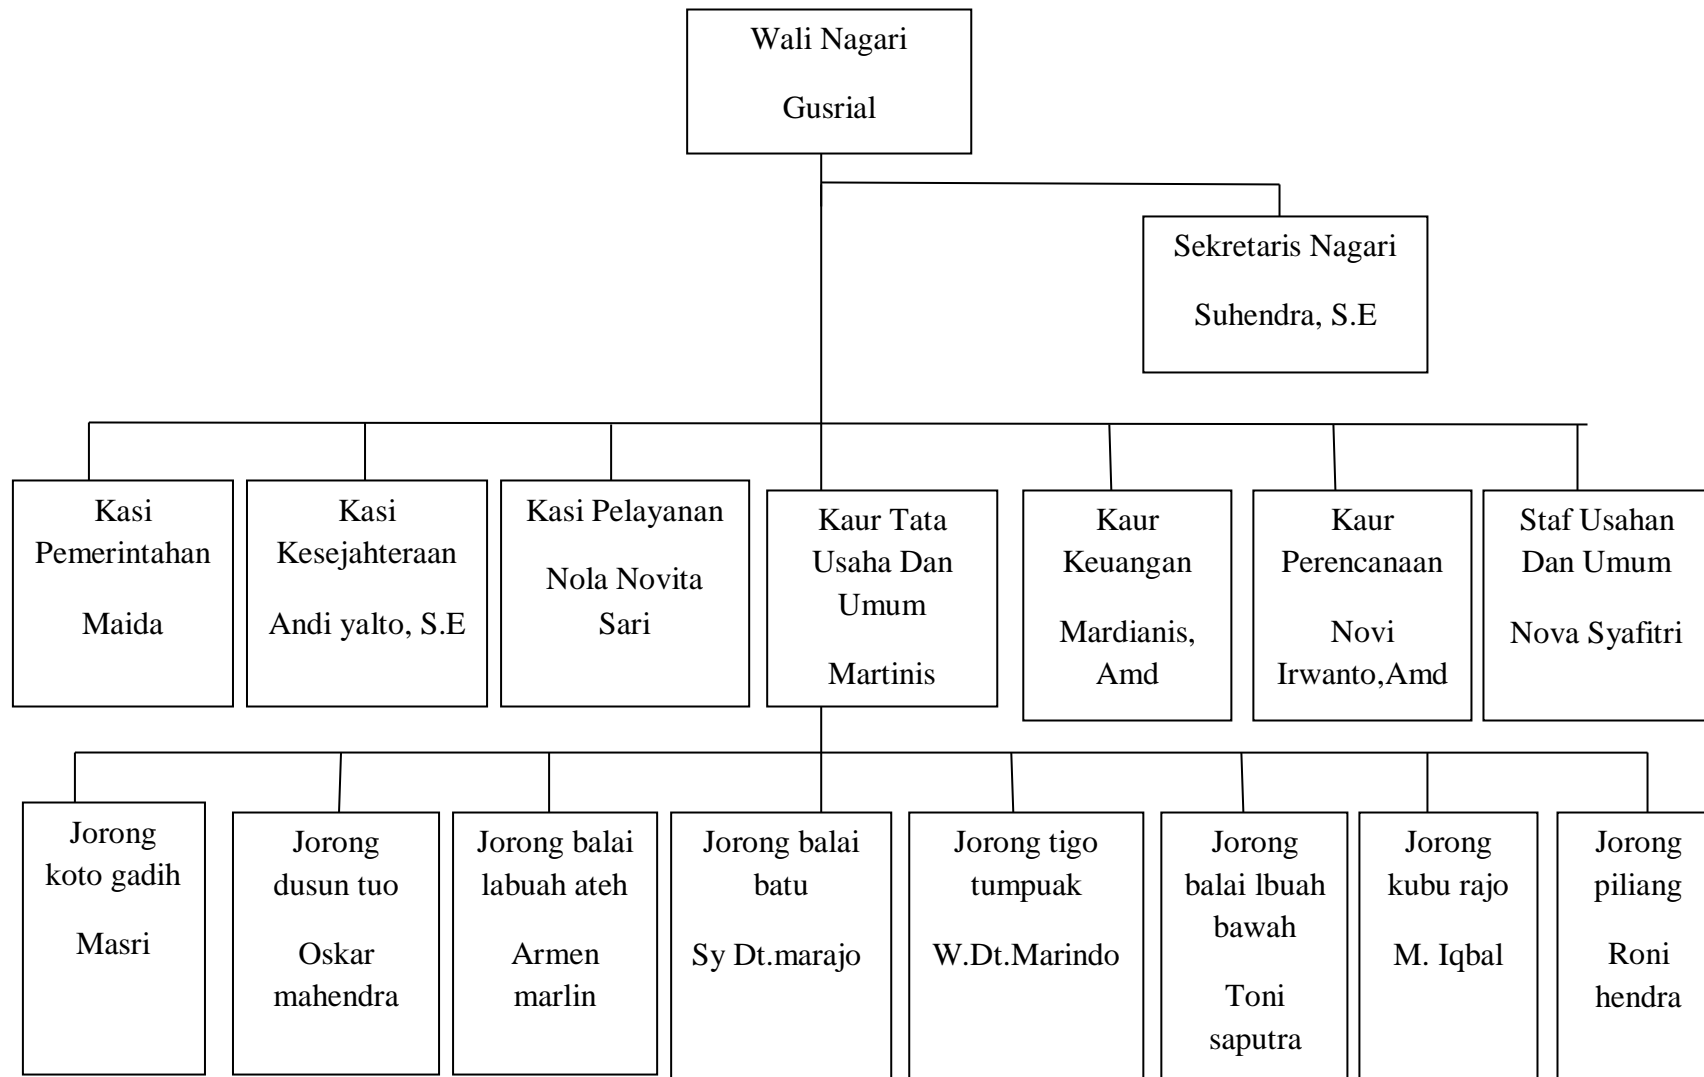 Wali Nagari
Gusrial
Sekretaris Nagari
Suhendra, S.E
Kasi
Pemerintahan
Maida
Kasi
Kesejahteraan
Andi yalto, S.E
Kasi Pelayanan
Nola Novita
Sari
Kaur Tata
Usaha Dan
Umum
Martinis
Kaur
Keuangan
Mardianis,
Amd
Kaur
Perencanaan
Novi
Irwanto,Amd
Staf Usahan
Dan Umum
Nova Syafitri
Jorong
koto gadih
Masri
Jorong
dusun tuo
Oskar
mahendra
Jorong balai
labuah ateh
Armen
marlin
Jorong balai
batu
Sy Dt.marajo
Jorong tigo
tumpuak
W.Dt.Marindo
Jorong
balai lbuah
bawah
Toni
saputra
Jorong
kubu rajo
M. Iqbal
Jorong
piliang
Roni
hendra